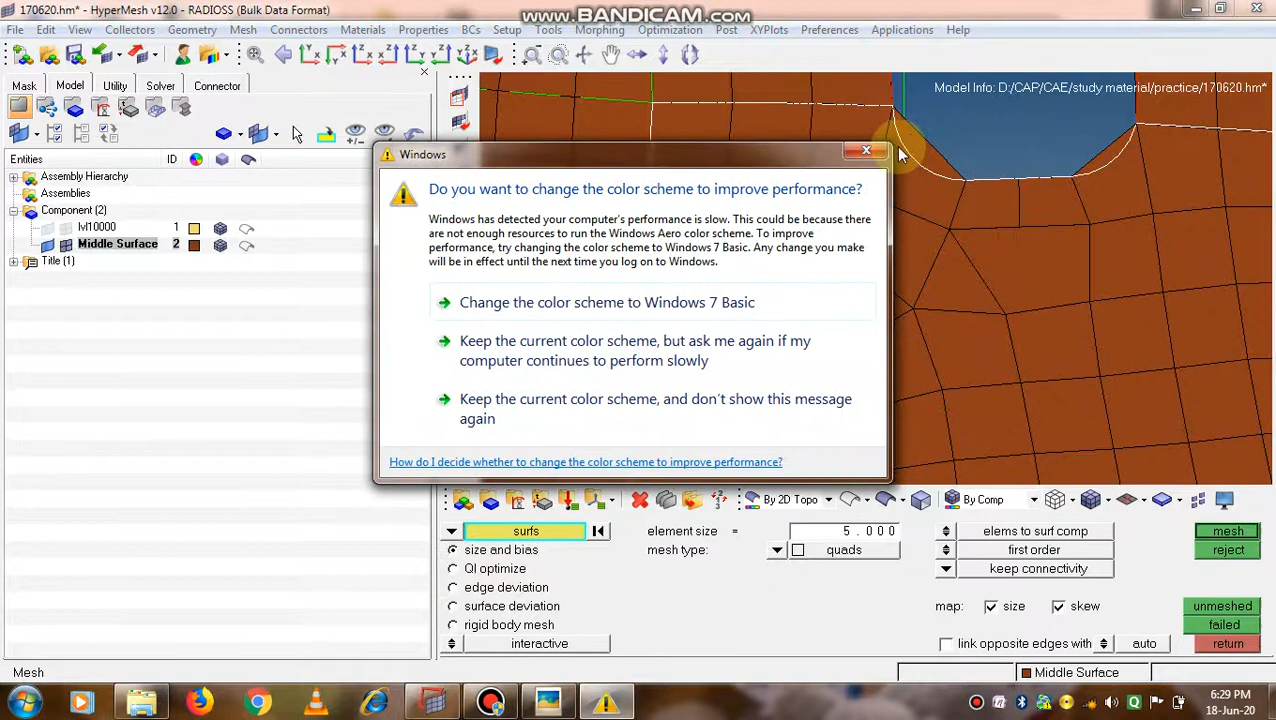 170620.hm* - HyperMesh v12.0 - RADIOSS (Bulk Data Format)
www.BANDICAM.com
File Edit View Collectors Geometry Mesh Connectors Materials Properties BCs Setup Tools Morphing Optimization Post XYPlots Preferences Applications Help
Mask Model Utility Solver Connector
Model Info: D:/CAP/CAE/study material/practice/170620.hm*
Entities ID
Assembly Hierarchy
Assemblies
Component (2)
lvl10000 1
Middle Surface 2
Title (1)
Windows
Do you want to change the color scheme to improve performance?
Windows has detected your computer's performance is slow. This could be because there
are not enough resources to run the Windows Aero color scheme. To improve
performance, try changing the color scheme to Windows 7 Basic. Any change you make
will be in effect until the next time you log on to Windows.
Change the color scheme to Windows 7 Basic
Keep the current color scheme, but ask me again if my
computer continues to perform slowly
Keep the current color scheme, and don't show this message
again
How do I decide whether to change the color scheme to improve performance?
By 2D Topo By Comp
surfs element size = 5.000 elems to surf comp mesh
size and bias mesh type: quads first order reject
QI optimize keep connectivity
edge deviation
surface deviation map: size skew unmeshed
rigid body mesh failed
interactive link opposite edges with auto return
Mesh Middle Surface
6:29 PM
18-Jun-20